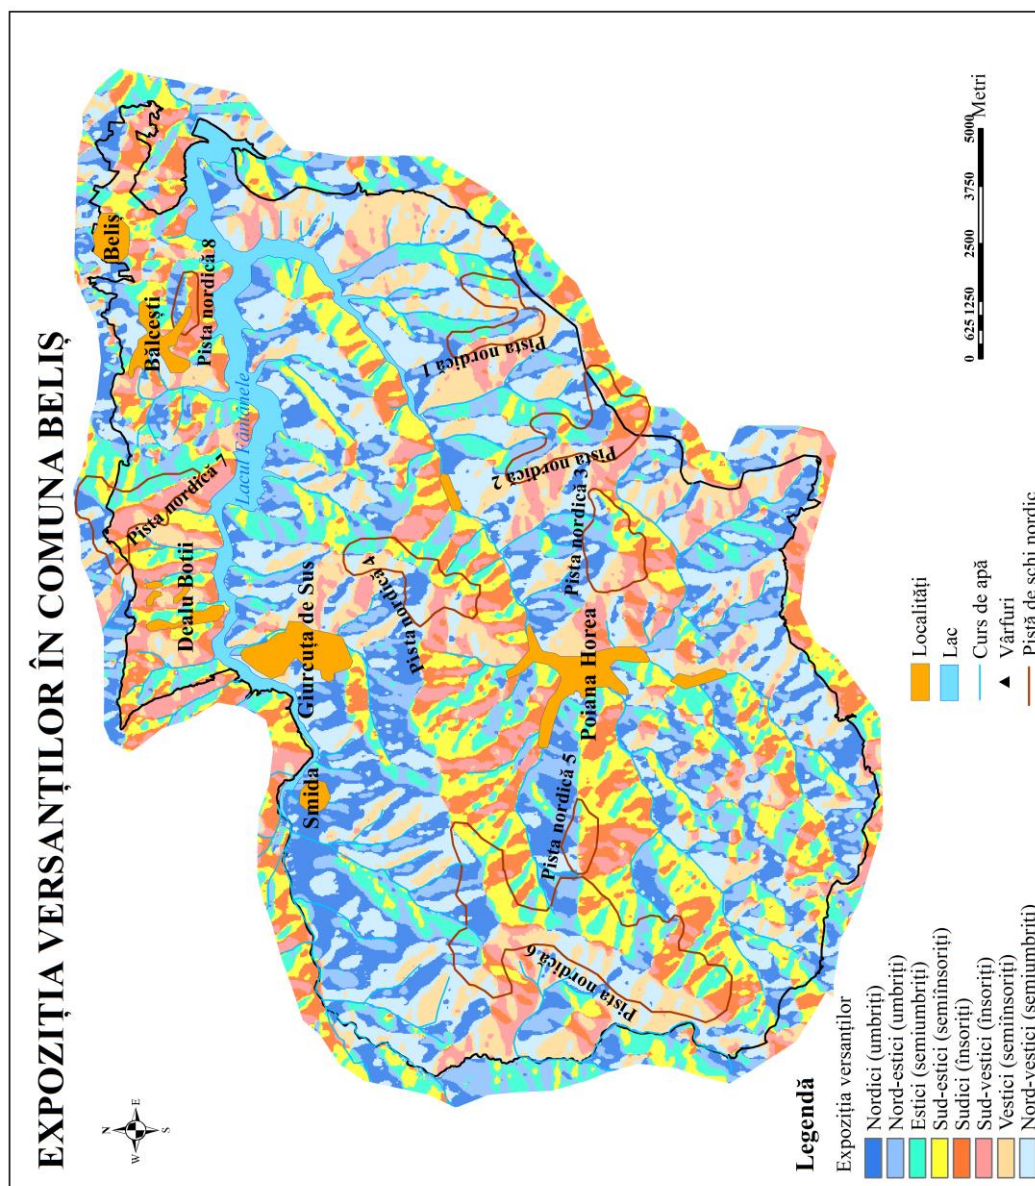 EXPOZIȚIA VERSANȚILOR ÎN COMUNA BELIȘ
N
W E
S
Beliș
Bălcești
Pista nordică 8
Pista nordică 7
Lacul Fântânele
Dealu Botii
Giurcuța de Sus
Smida
Pista nordică 4
Pista nordică 1
Pista nordică 2
Pista nordică 3
Poiana Horea
Pista nordică 5
Pista nordică 6
Legendă
Expoziția versanților
Nordici (umbriți)
Nord-estici (umbriți)
Estici (semiumbriți)
Sud-estici (semiînsoriți)
Sudici (însoriți)
Sud-vestici (însoriți)
Vestici (semiînsoriți)
Nord-vestici (semiumbriți)
Localități
Lac
Curs de apă
Vârfuri
Pistă de schi nordic
0 625 1250 2500 3750 5000
Metri